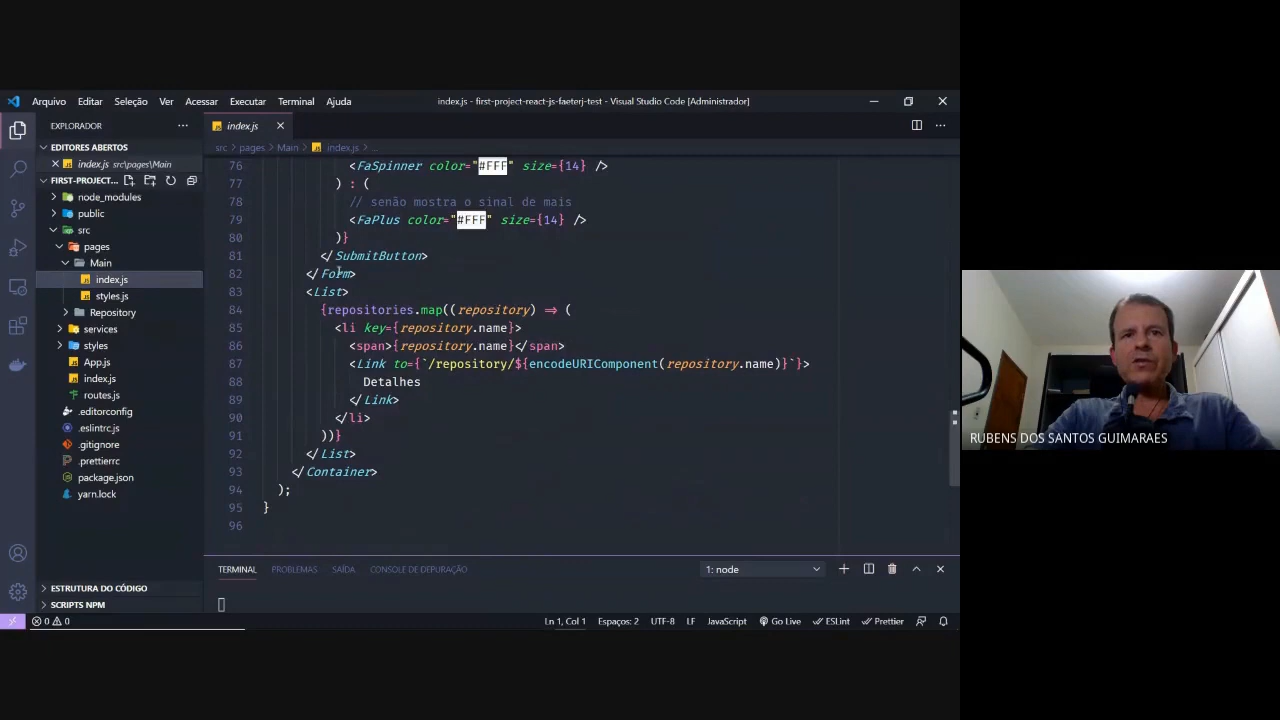 Arquivo Editar Seleção Ver Acessar Executar Terminal Ajuda
index.js - first-project-react-js-faeterj-test - Visual Studio Code [Administrador]
EXPLORADOR
EDITORES ABERTOS
index.js src\pages\Main
FIRST-PROJECT...
node_modules
public
src
pages
Main
index.js
styles.js
Repository
services
styles
App.js
index.js
routes.js
.editorconfig
.eslintrc.js
.gitignore
.prettierrc
package.json
yarn.lock
ESTRUTURA DO CÓDIGO
SCRIPTS NPM
index.js
src > pages > Main > index.js > ...
76 <FaSpinner color="#FFF" size={14} />
77 ) : (
78 // senão mostra o sinal de mais
79 <FaPlus color="#FFF" size={14} />
80 )}
81 </SubmitButton>
82 </Form>
83 <List>
84 {repositories.map((repository) => (
85 <li key={repository.name}>
86 <span>{repository.name}</span>
87 <Link to={`/repository/${encodeURIComponent(repository.name)}`}>
88 Detalhes
89 </Link>
90 </li>
91 ))}
92 </List>
93 </Container>
94 );
95 }
96
TERMINAL PROBLEMAS SAÍDA CONSOLE DE DEPURAÇÃO 1: node
0 0 Ln 1, Col 1 Espaços: 2 UTF-8 LF JavaScript Go Live ESLint Prettier
RUBENS DOS SANTOS GUIMARAES